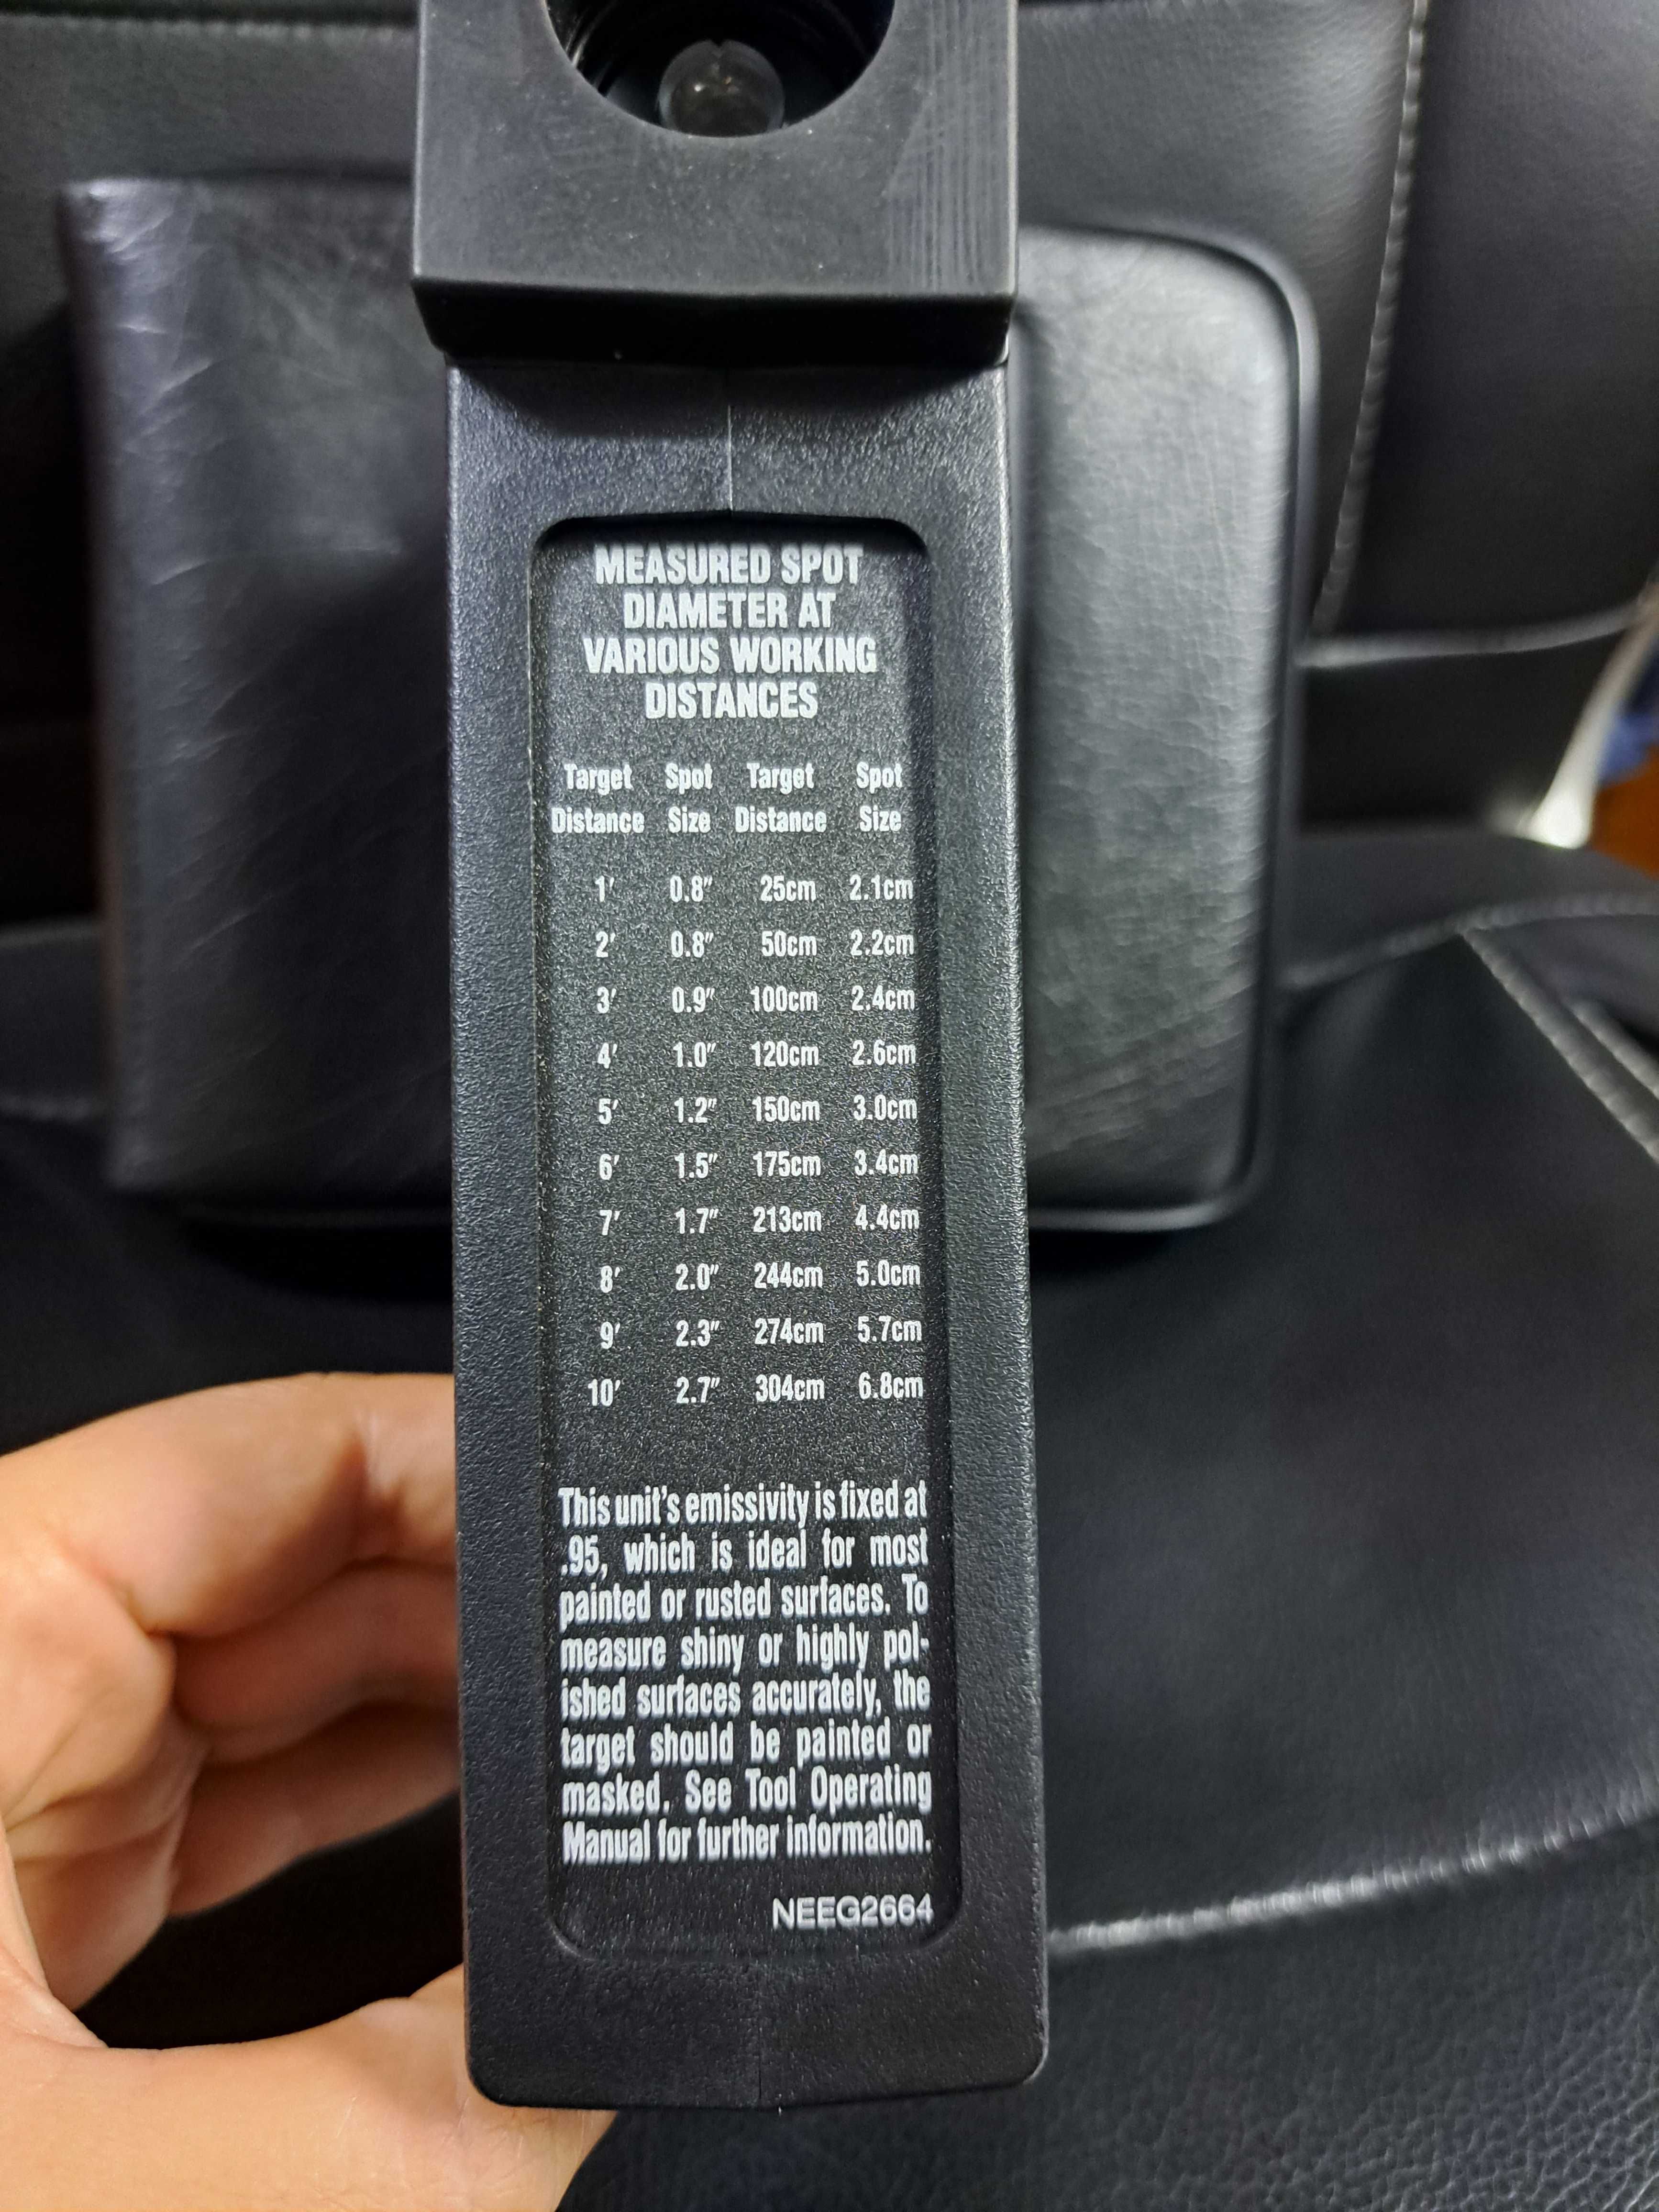 MEASURED SPOT
DIAMETER AT
VARIOUS WORKING
DISTANCES
Target Spot Target Spot
Distance Size Distance Size
1' 0.8" 25cm 2.1cm
2' 0.8" 50cm 2.2cm
3' 0.9" 100cm 2.4cm
4' 1.0" 120cm 2.6cm
5' 1.2" 150cm 3.0cm
6' 1.5" 175cm 3.4cm
7' 1.7" 213cm 4.4cm
8' 2.0" 244cm 5.0cm
9' 2.3" 274cm 5.7cm
10' 2.7" 304cm 6.8cm
This unit's emissivity is fixed at
.95, which is ideal for most
painted or rusted surfaces. To
measure shiny or highly pol-
ished surfaces accurately, the
target should be painted or
masked. See Tool Operating
Manual for further information.
NEEG2664